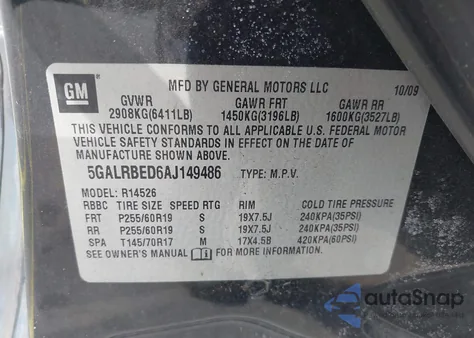 GM
MFD BY GENERAL MOTORS LLC 10/09
GVWR GAWR FRT GAWR RR
2908KG(6411LB) 1450KG(3196LB) 1600KG(3527LB)
THIS VEHICLE CONFORMS TO ALL APPLICABLE U.S. FEDERAL MOTOR
VEHICLE SAFETY STANDARDS IN EFFECT ON THE DATE OF
MANUFACTURE SHOWN ABOVE.
5GALRBED6AJ149486 TYPE: M.P.V.
MODEL: R14526
RBBC TIRE SIZE SPEED RTG RIM COLD TIRE PRESSURE
FRT P255/60R19 S 19X7.5J 240KPA(35PSI)
RR P255/60R19 S 19X7.5J 240KPA(35PSI)
SPA T145/70R17 M 17X4.5B 420KPA(60PSI)
SEE OWNER'S MANUAL FOR MORE INFORMATION
autoSnap